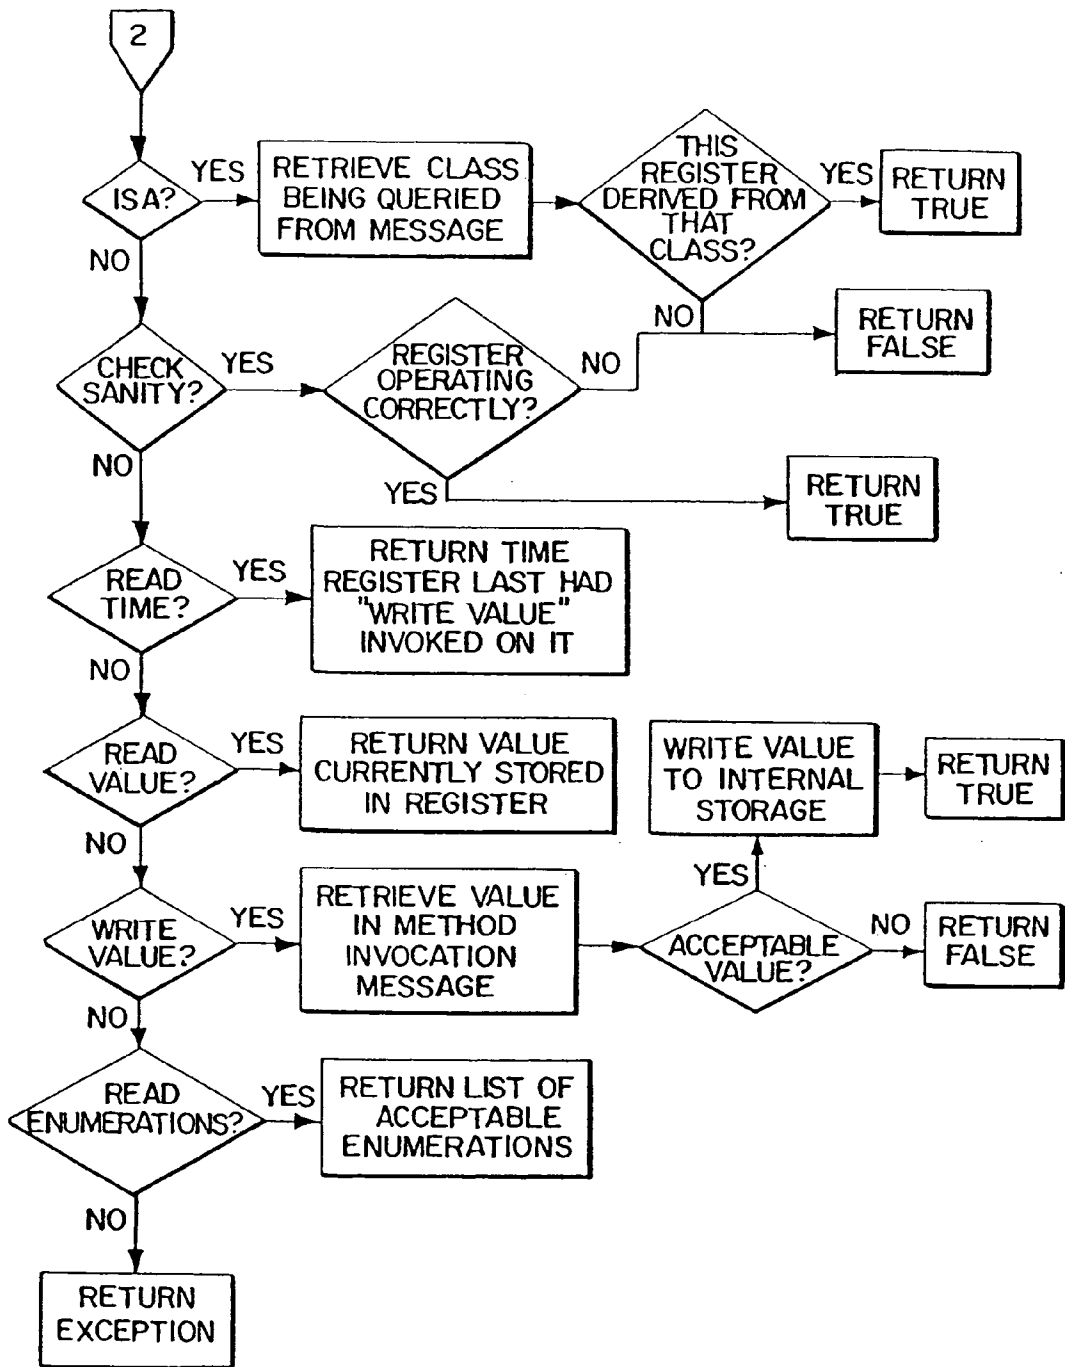 2
ISA?
YES
RETRIEVE CLASS
BEING QUERIED
FROM MESSAGE
THIS
REGISTER
DERIVED FROM
THAT
CLASS?
YES
RETURN
TRUE
NO
NO
RETURN
FALSE
CHECK
SANITY?
YES
REGISTER
OPERATING
CORRECTLY?
NO
NO
YES
RETURN
TRUE
READ
TIME?
YES
RETURN TIME
REGISTER LAST HAD
"WRITE VALUE"
INVOKED ON IT
NO
READ
VALUE?
YES
RETURN VALUE
CURRENTLY STORED
IN REGISTER
WRITE VALUE
TO INTERNAL
STORAGE
RETURN
TRUE
NO
YES
WRITE
VALUE?
YES
RETRIEVE VALUE
IN METHOD
INVOCATION
MESSAGE
ACCEPTABLE
VALUE?
NO
RETURN
FALSE
NO
READ
ENUMERATIONS?
YES
RETURN LIST OF
ACCEPTABLE
ENUMERATIONS
NO
RETURN
EXCEPTION